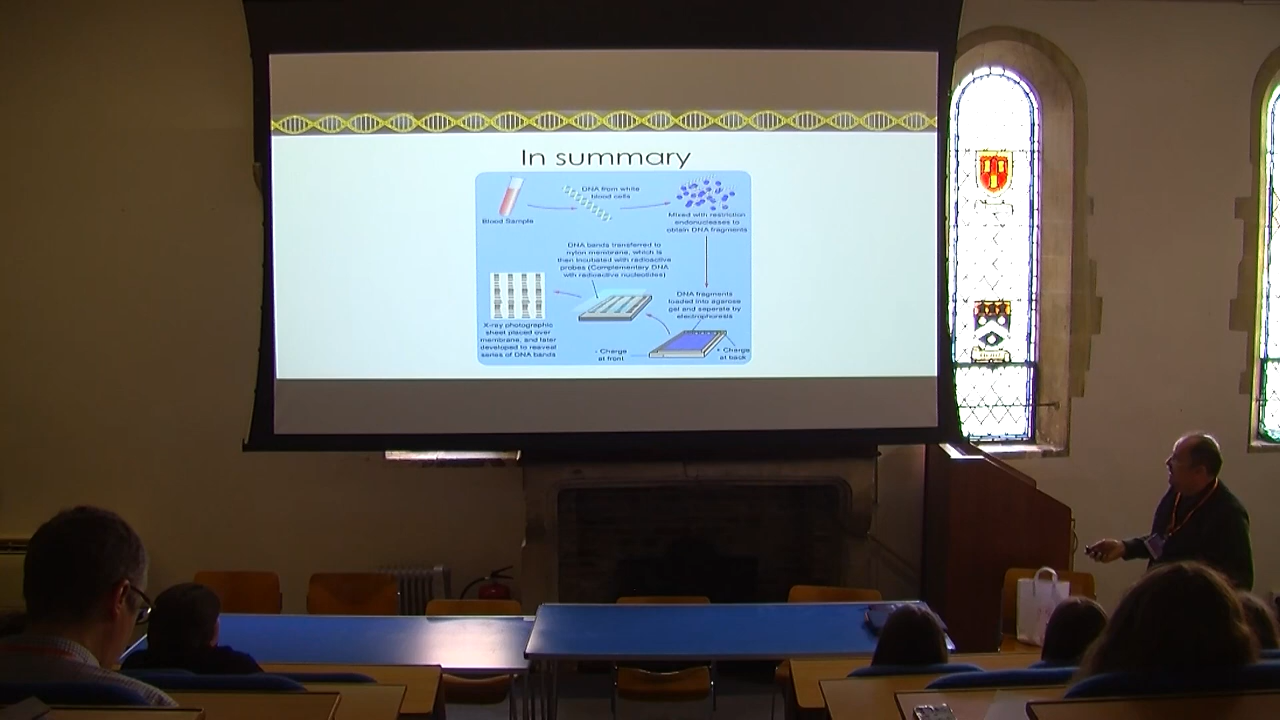 In summary
Blood Sample
DNA from white
blood cells
Mixed with restriction
endonucleases to
obtain DNA fragments
DNA bands transferred to
nylon membrane, which is
then incubated with radioactive
probes (Complementary DNA
with radioactive nucleotides)
DNA fragments
loaded into agarose
gel and seperate by
electrophoresis
X-ray photographic
sheet placed over
membrane, and later
developed to reaveal
series of DNA bands
- Charge
at front
+ Charge
at back